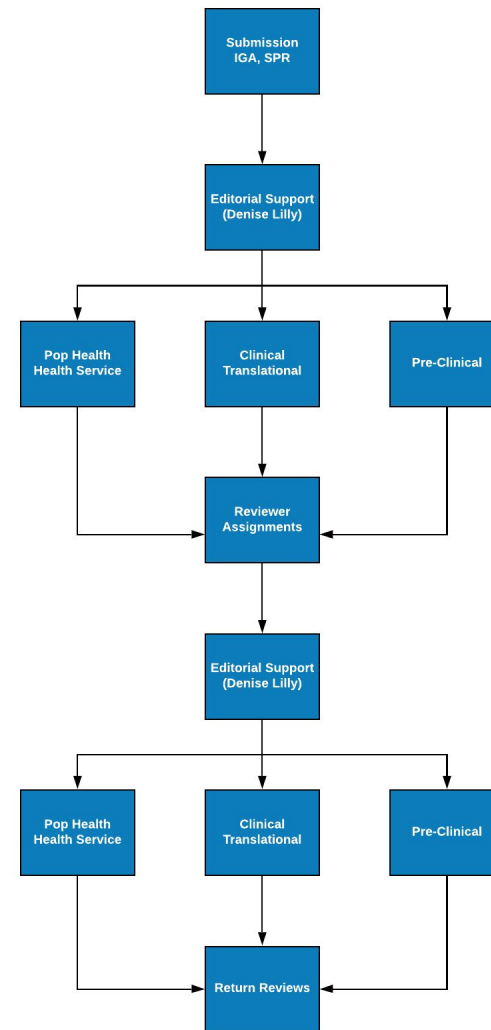 Submission
IGA, SPR
Editorial Support
(Denise Lilly)
Pop Health
Health Service
Clinical
Translational
Pre-Clinical
Reviewer
Assignments
Editorial Support
(Denise Lilly)
Pop Health
Health Service
Clinical
Translational
Pre-Clinical
Return Reviews